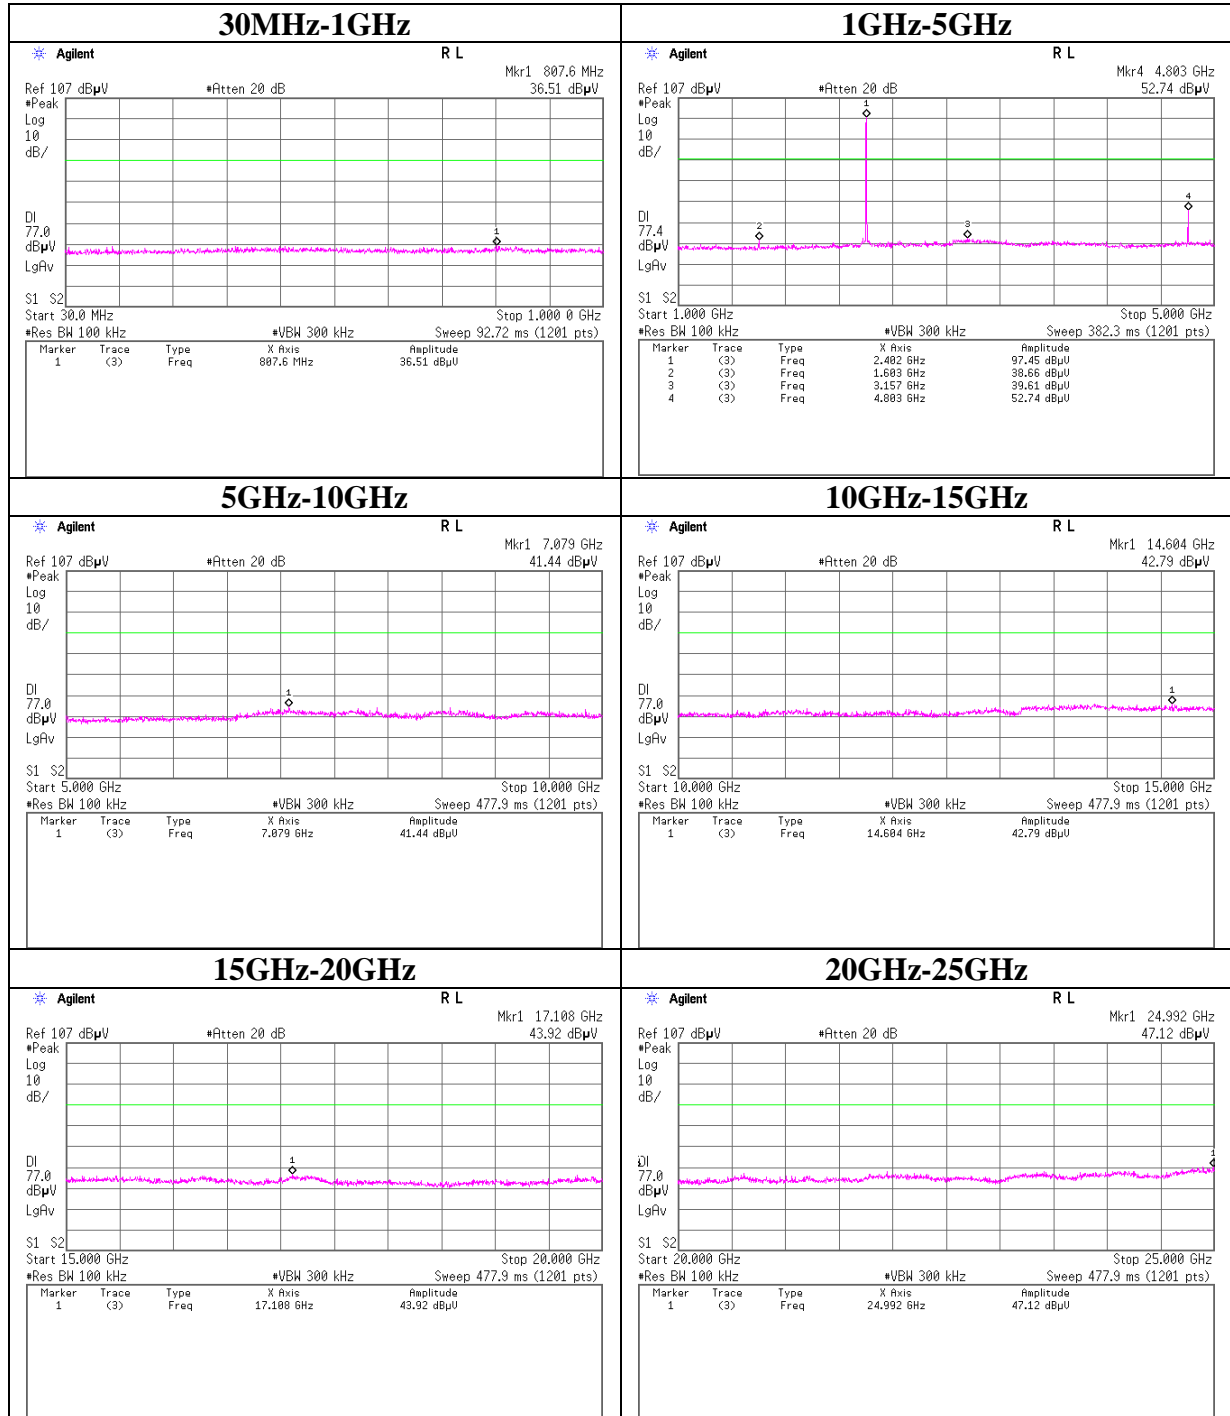 30MHz-1GHz
Agilent R L
Mkr1 807.6 MHz
Ref 107 dBµV #Atten 20 dB 36.51 dBµV
#Peak
Log
10
dB/
1
DI
77.0
dBµV
LgAv
S1 S2
Start 30.0 MHz Stop 1.000 0 GHz
#Res BW 100 kHz #VBW 300 kHz Sweep 92.72 ms (1201 pts)
Marker Trace Type X Axis Amplitude
1 (3) Freq 807.6 MHz 36.51 dBµV
1GHz-5GHz
Agilent R L
Mkr4 4.803 GHz
Ref 107 dBµV #Atten 20 dB 52.74 dBµV
#Peak
Log
10
dB/
1
2
3
4
DI
77.4
dBµV
LgAv
S1 S2
Start 1.000 GHz Stop 5.000 GHz
#Res BW 100 kHz #VBW 300 kHz Sweep 382.3 ms (1201 pts)
Marker Trace Type X Axis Amplitude
1 (3) Freq 2.402 GHz 97.45 dBµV
2 (3) Freq 1.603 GHz 38.66 dBµV
3 (3) Freq 3.157 GHz 39.61 dBµV
4 (3) Freq 4.803 GHz 52.74 dBµV
5GHz-10GHz
Agilent R L
Mkr1 7.079 GHz
Ref 107 dBµV #Atten 20 dB 41.44 dBµV
#Peak
Log
10
dB/
1
DI
77.0
dBµV
LgAv
S1 S2
Start 5.000 GHz Stop 10.000 GHz
#Res BW 100 kHz #VBW 300 kHz Sweep 477.9 ms (1201 pts)
Marker Trace Type X Axis Amplitude
1 (3) Freq 7.079 GHz 41.44 dBµV
10GHz-15GHz
Agilent R L
Mkr1 14.604 GHz
Ref 107 dBµV #Atten 20 dB 42.79 dBµV
#Peak
Log
10
dB/
1
DI
77.0
dBµV
LgAv
S1 S2
Start 10.000 GHz Stop 15.000 GHz
#Res BW 100 kHz #VBW 300 kHz Sweep 477.9 ms (1201 pts)
Marker Trace Type X Axis Amplitude
1 (3) Freq 14.604 GHz 42.79 dBµV
15GHz-20GHz
Agilent R L
Mkr1 17.108 GHz
Ref 107 dBµV #Atten 20 dB 43.92 dBµV
#Peak
Log
10
dB/
1
DI
77.0
dBµV
LgAv
S1 S2
Start 15.000 GHz Stop 20.000 GHz
#Res BW 100 kHz #VBW 300 kHz Sweep 477.9 ms (1201 pts)
Marker Trace Type X Axis Amplitude
1 (3) Freq 17.108 GHz 43.92 dBµV
20GHz-25GHz
Agilent R L
Mkr1 24.992 GHz
Ref 107 dBµV #Atten 20 dB 47.12 dBµV
#Peak
Log
10
dB/
1
DI
77.0
dBµV
LgAv
S1 S2
Start 20.000 GHz Stop 25.000 GHz
#Res BW 100 kHz #VBW 300 kHz Sweep 477.9 ms (1201 pts)
Marker Trace Type X Axis Amplitude
1 (3) Freq 24.992 GHz 47.12 dBµV